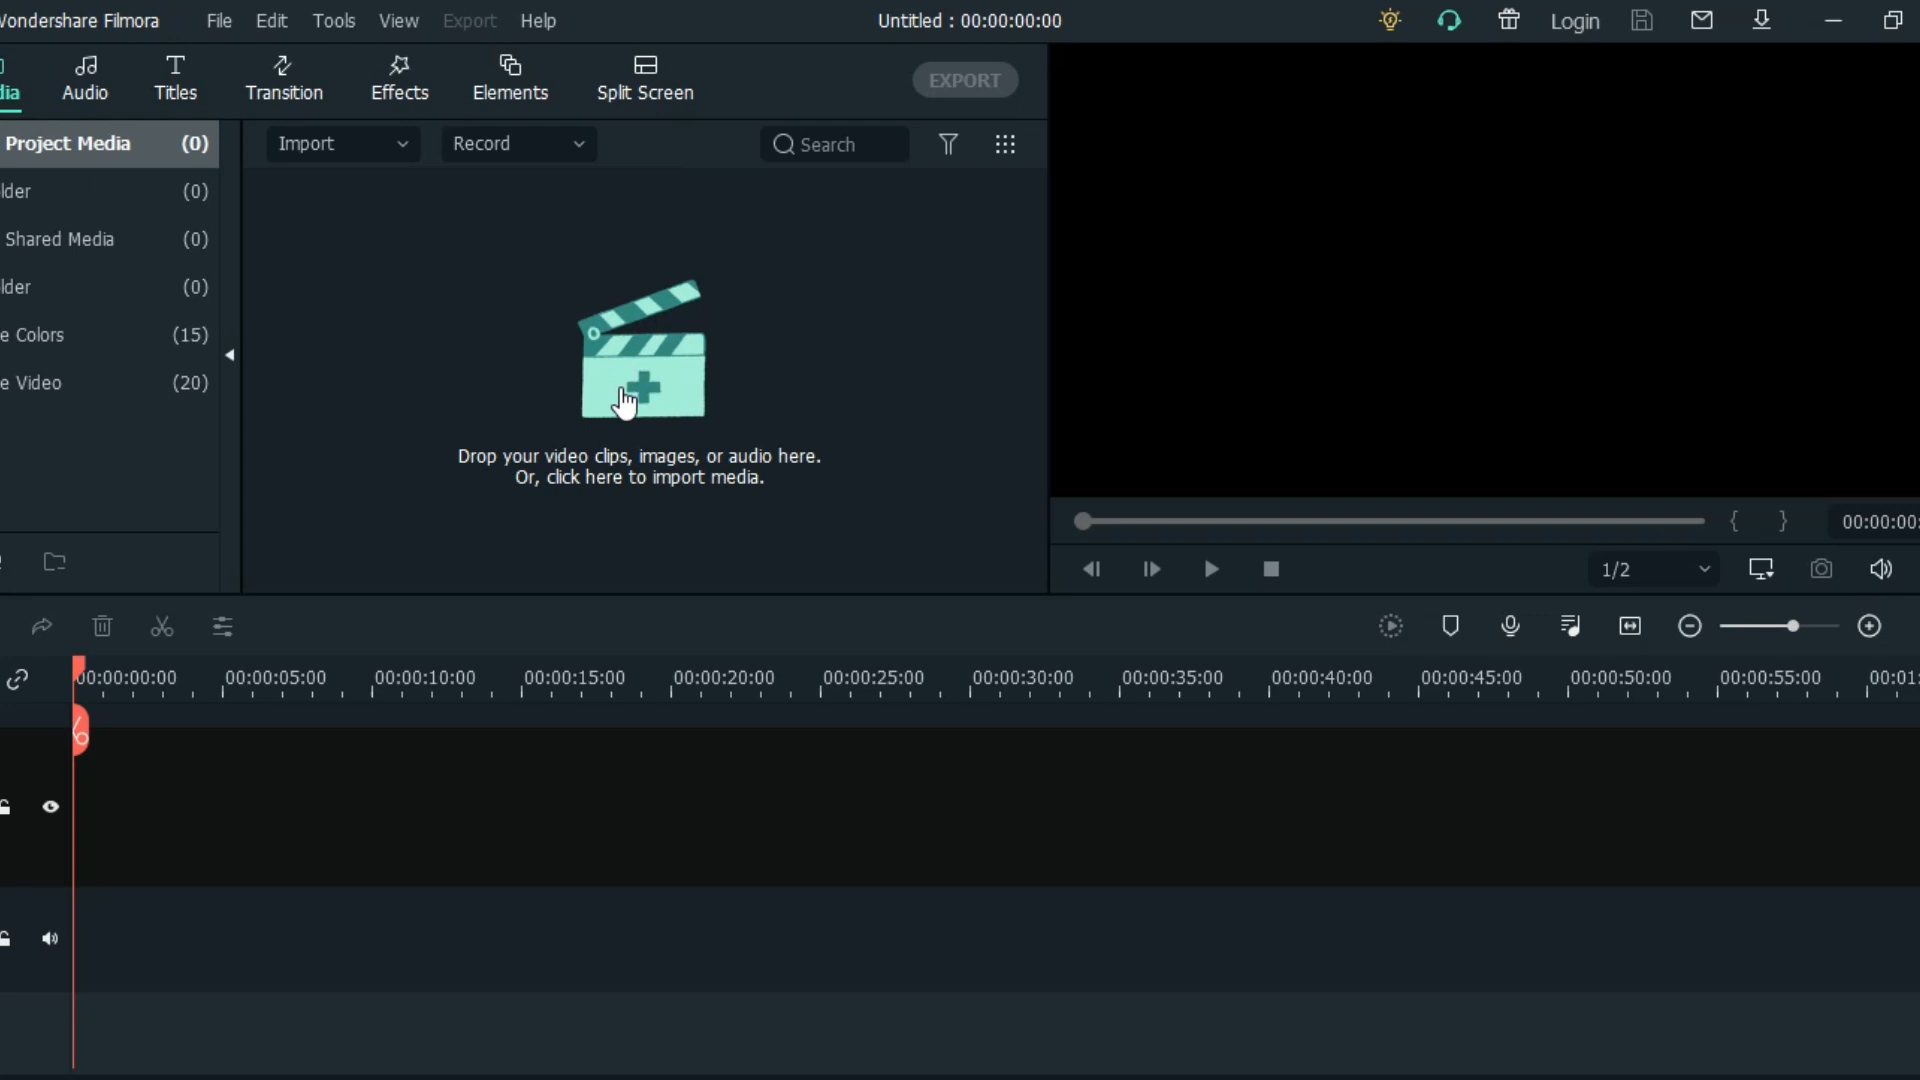 Wondershare Filmora File Edit Tools View Export Help Untitled : 00:00:00:00 Login
dia Audio Titles Transition Effects Elements Split Screen EXPORT
Project Media (0) Import Record Search
lder (0)
Shared Media (0)
lder (0)
e Colors (15)
e Video (20)
Drop your video clips, images, or audio here.
Or, click here to import media.
{ } 00:00:00:
1/2
00:00:00:00 00:00:05:00 00:00:10:00 00:00:15:00 00:00:20:00 00:00:25:00 00:00:30:00 00:00:35:00 00:00:40:00 00:00:45:00 00:00:50:00 00:00:55:00 00:01: